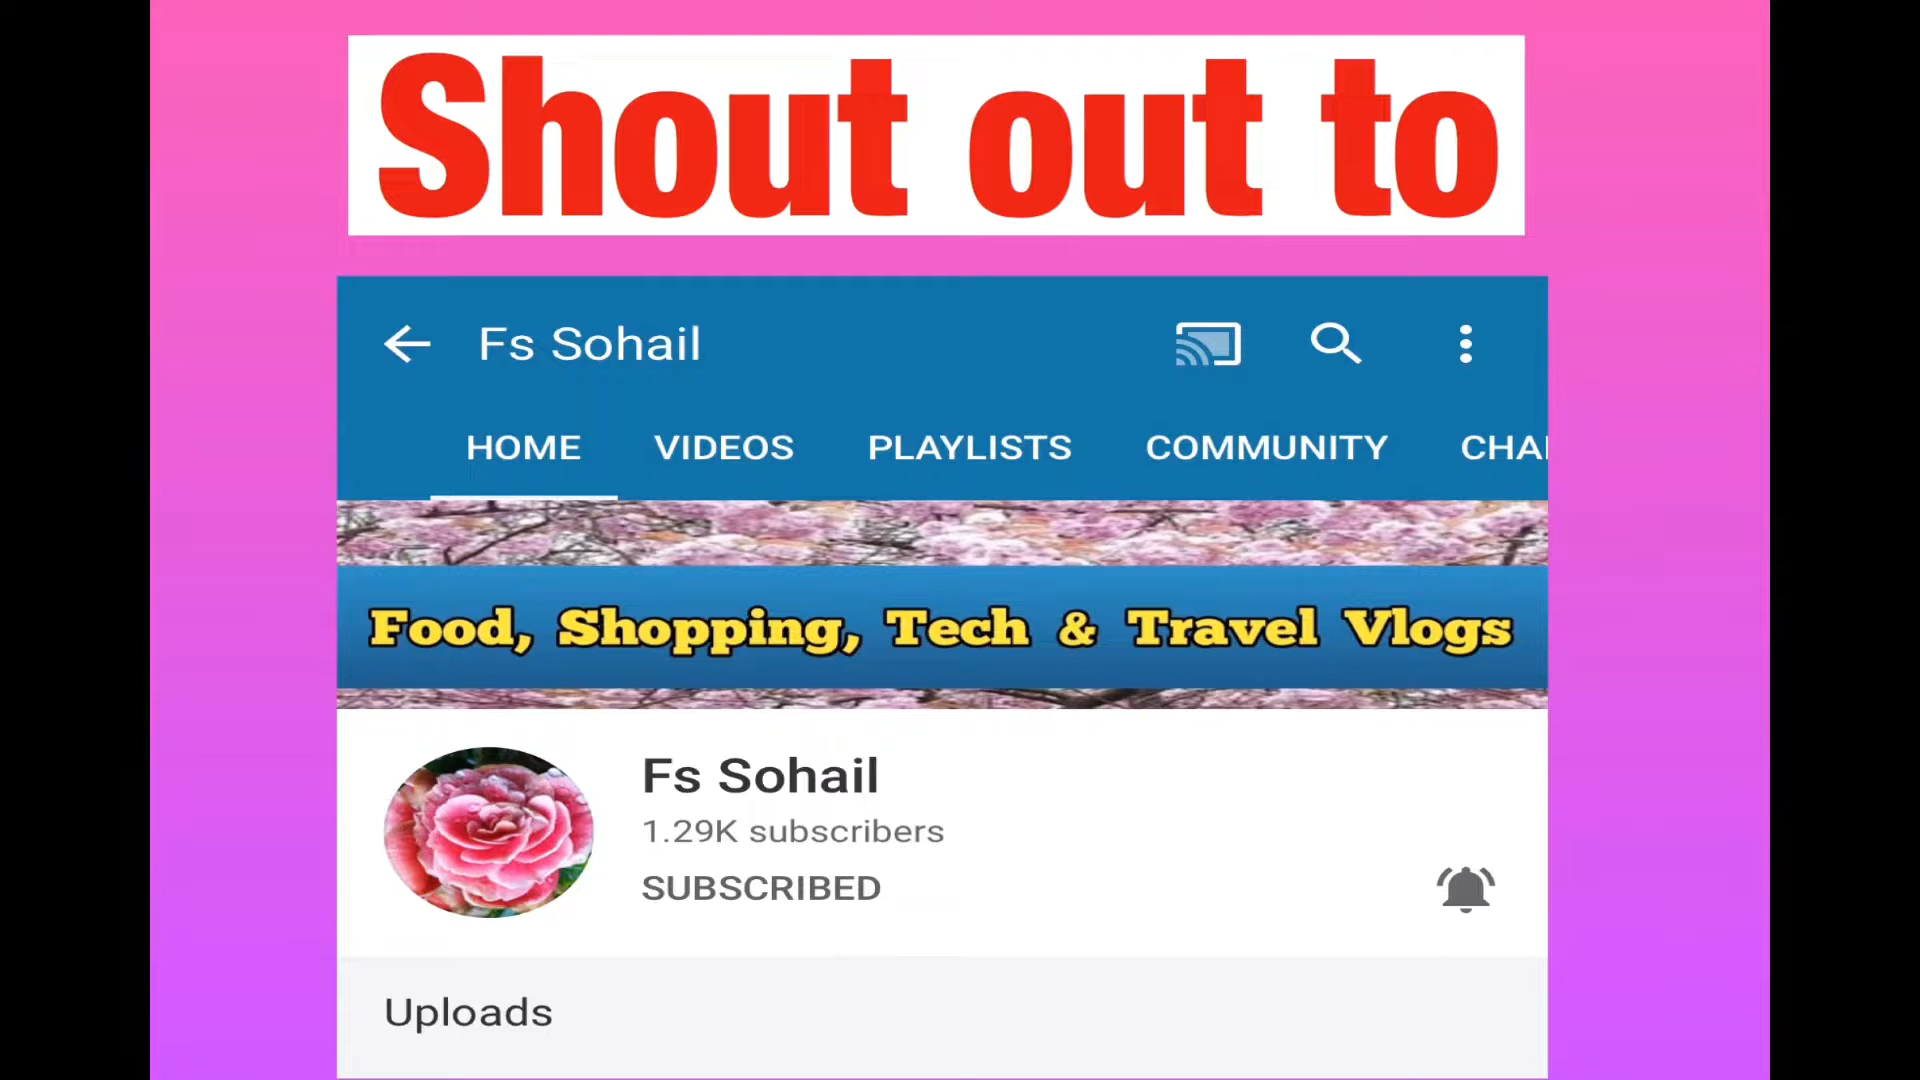 Shout out to
Fs Sohail
HOME VIDEOS PLAYLISTS COMMUNITY CHA
Food, Shopping, Tech & Travel Vlogs
Fs Sohail
1.29K subscribers
SUBSCRIBED
Uploads